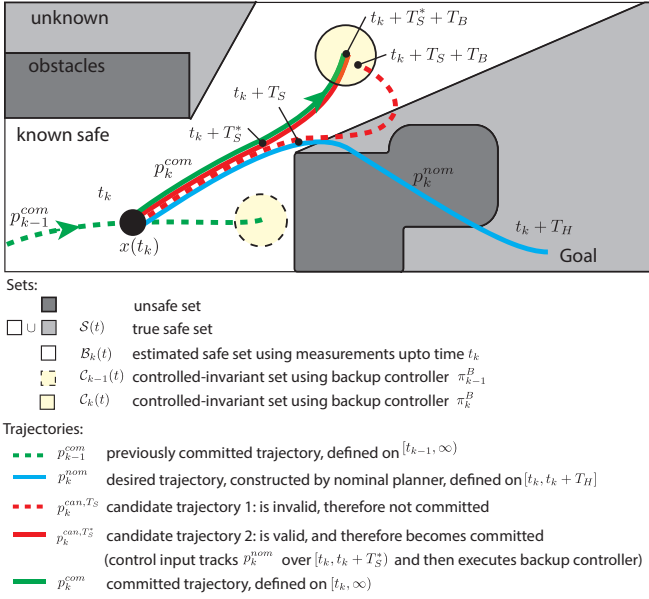 unknown
t_k + T_S^* + T_B
t_k + T_S + T_B
obstacles
t_k + T_S
known safe
t_k + T_S^*
p_k^{com}
p_k^{nom}
t_k
p_{k-1}^{com}
x(t_k)
t_k + T_H
Goal
Sets:
unsafe set
∪ S(t) true safe set
B_k(t) estimated safe set using measurements upto time t_k
C_{k-1}(t) controlled-invariant set using backup controller π_{k-1}^B
C_k(t) controlled-invariant set using backup controller π_k^B
Trajectories:
p_{k-1}^{com} previously committed trajectory, defined on [t_{k-1}, ∞)
p_k^{nom} desired trajectory, constructed by nominal planner, defined on [t_k, t_k + T_H]
p_k^{can,T_S} candidate trajectory 1: is invalid, therefore not committed
p_k^{can,T_S^*} candidate trajectory 2: is valid, and therefore becomes committed
(control input tracks p_k^{nom} over [t_k, t_k + T_S^*) and then executes backup controller)
p_k^{com} committed trajectory, defined on [t_k, ∞)